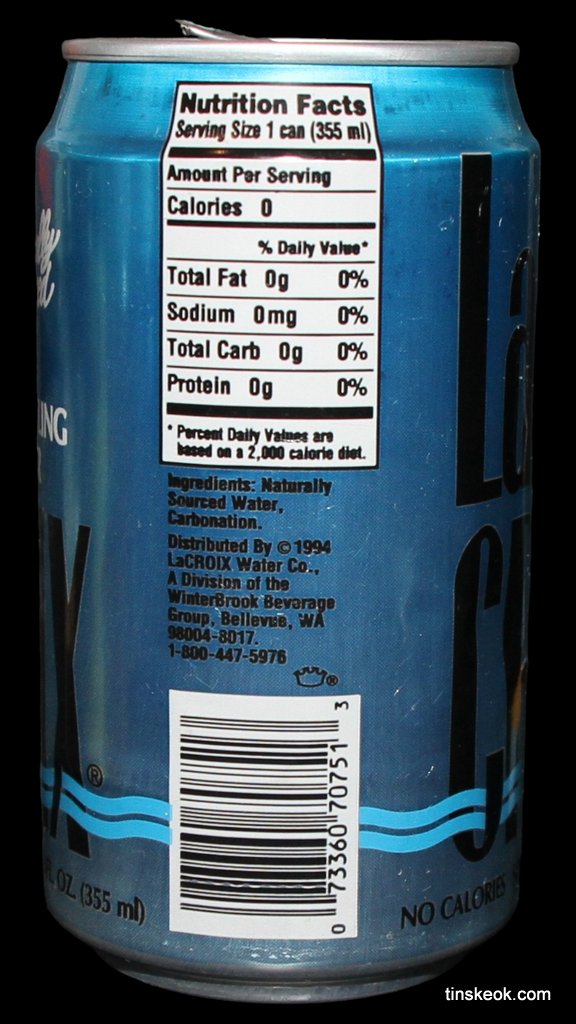 Nutrition Facts
Serving Size 1 can (355 ml)
Amount Per Serving
Calories 0
% Daily Value*
Total Fat 0g 0%
Sodium 0mg 0%
Total Carb 0g 0%
Protein 0g 0%
* Percent Daily Values are
based on a 2,000 calorie diet.
Ingredients: Naturally
Sourced Water,
Carbonation.
Distributed By © 1994
LaCROIX Water Co.,
A Division of the
WinterBrook Beverage
Group, Bellevue, WA
98004-8017.
1-800-447-5976
®
0 73360 70751 3
LING
R
X®
FL. OZ. (355 ml)
La
C
NO CALORIES
tinskeok.com